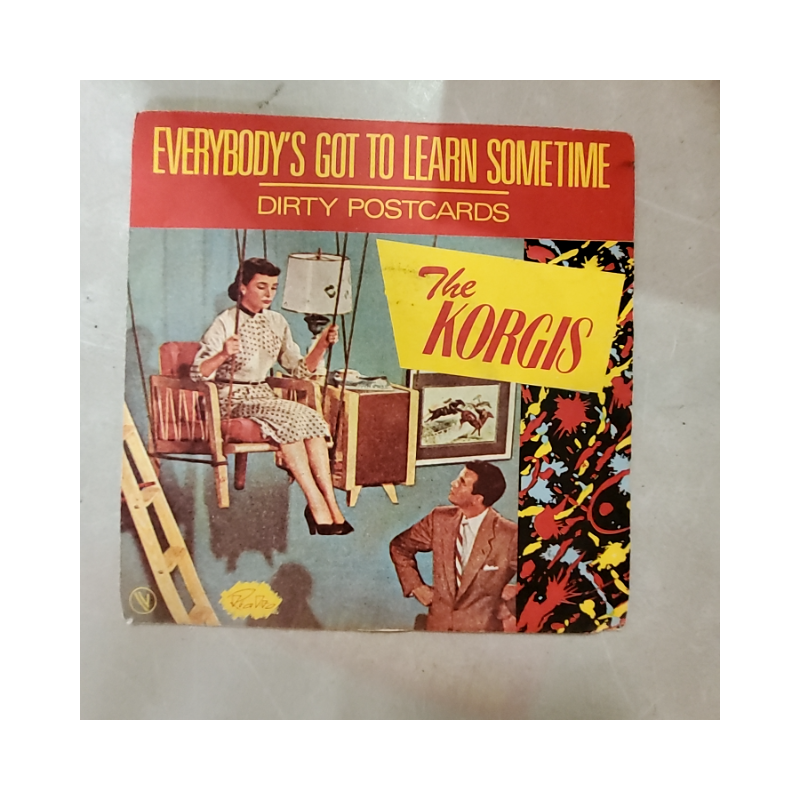 EVERYBODY'S GOT TO LEARN SOMETIME
DIRTY POSTCARDS
The
KORGIS